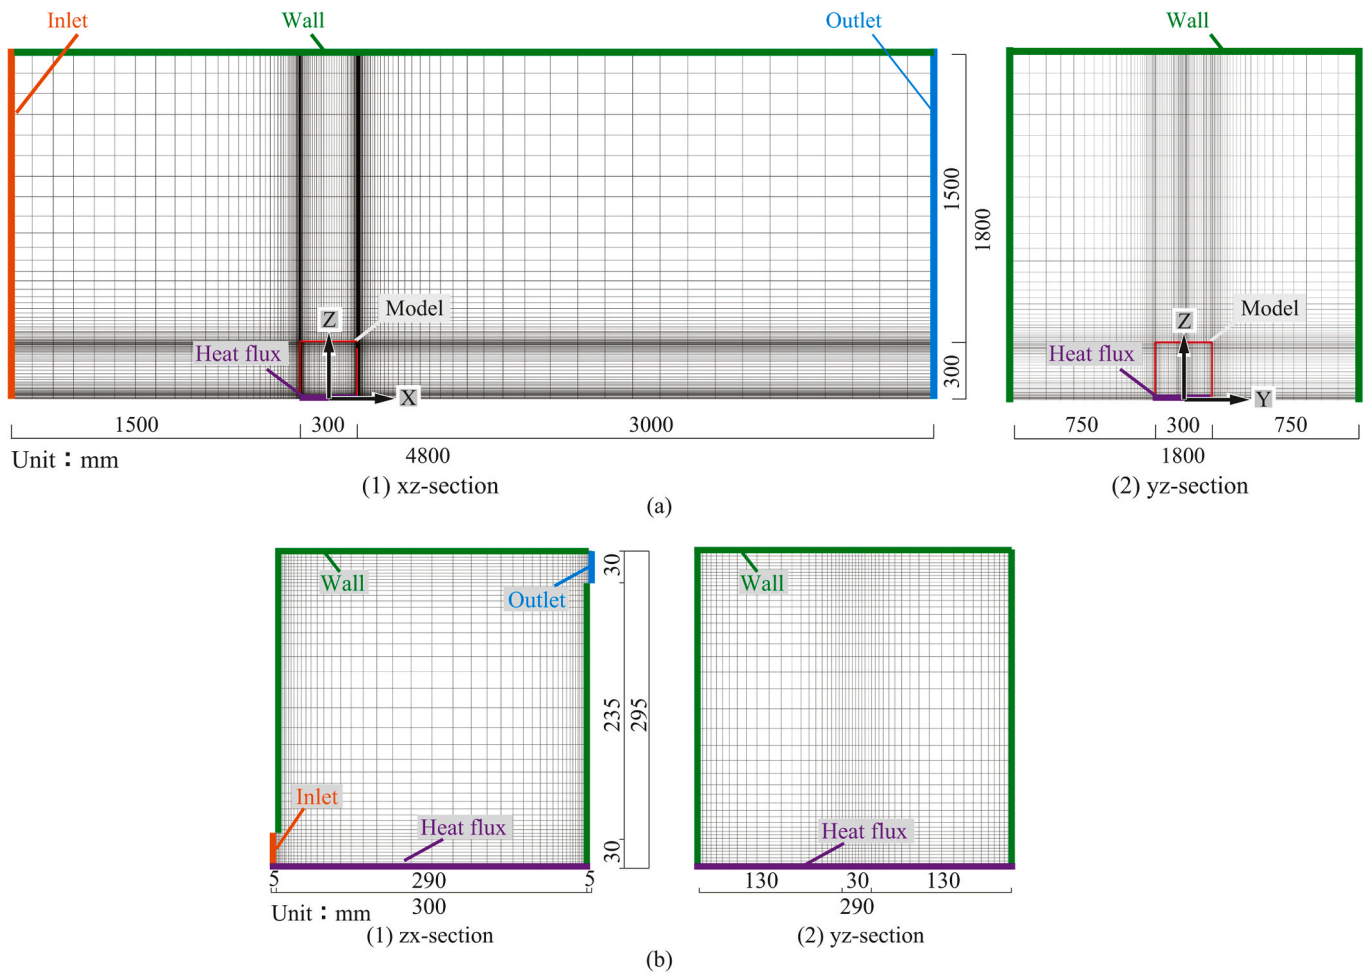 Inlet
Wall
Outlet
Wall
1500
1800
Model
Z
Heat flux
X
300
Model
Z
Heat flux
Y
1500
300
3000
750
300
750
Unit：mm
4800
1800
(1) xz-section
(2) yz-section
(a)
Wall
30
Outlet
Wall
235
295
Inlet
Heat flux
30
Heat flux
5
290
5
130
30
130
Unit：mm
300
290
(1) zx-section
(2) yz-section
(b)